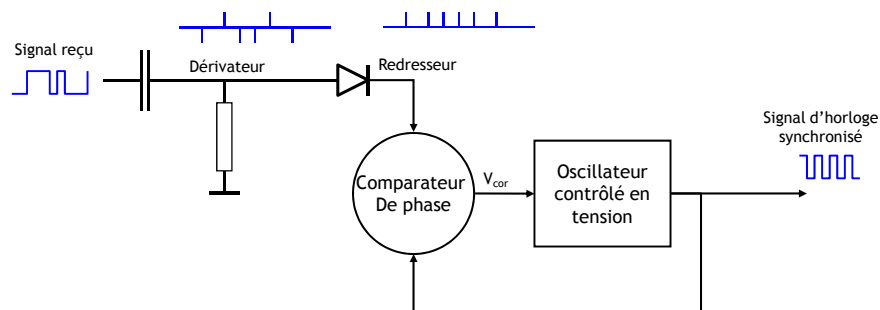 Signal reçu
Dérivateur
Redresseur
Comparateur
De phase
Vcor
Oscillateur
contrôlé en
tension
Signal d’horloge
synchronisé